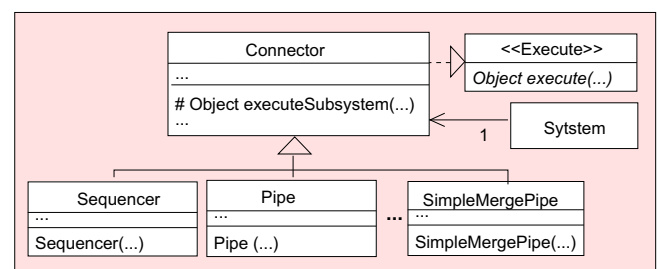 Connector
...
# Object executeSubsystem(...)
...
<<Execute>>
Object execute(...)
1
Sytstem
Sequencer
...
Sequencer(...)
Pipe
...
Pipe (...)
...
SimpleMergePipe
...
SimpleMergePipe(...)